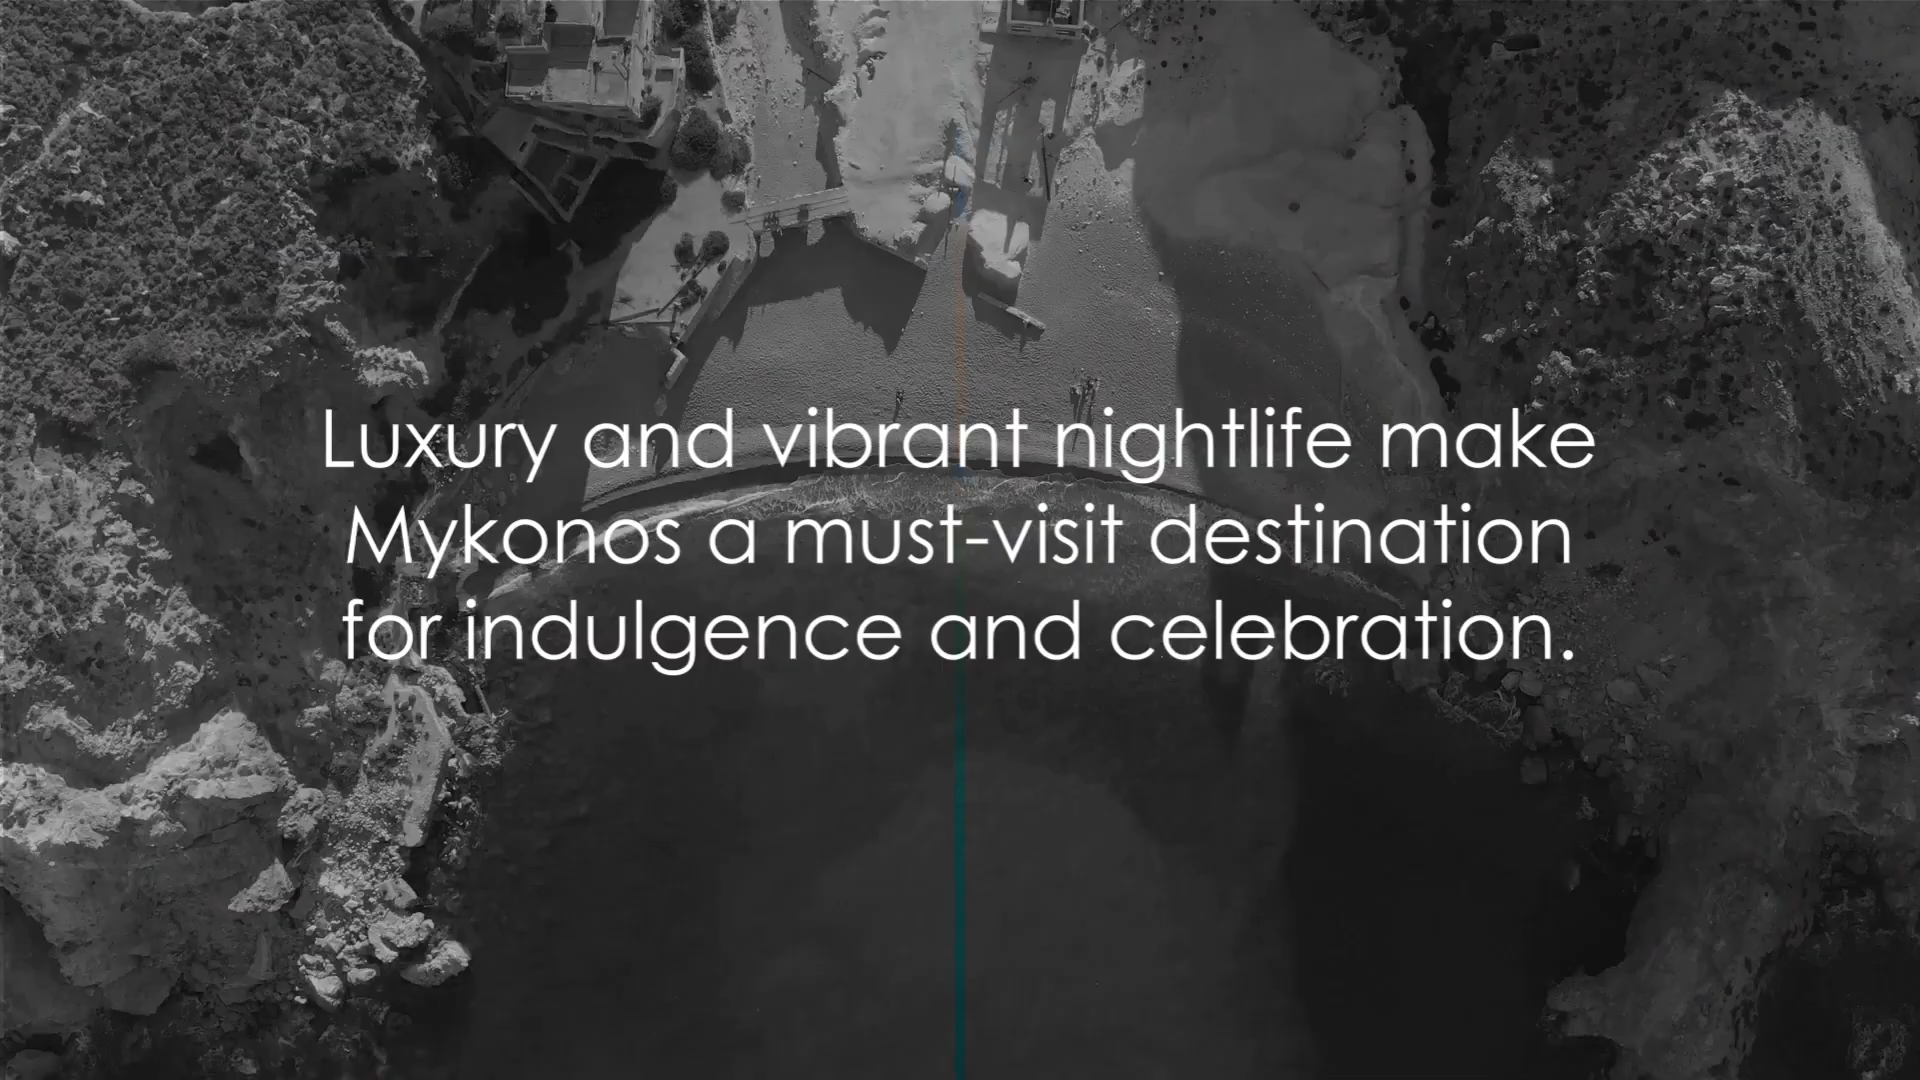 Luxury and vibrant nightlife make
Mykonos a must-visit destination
for indulgence and celebration.